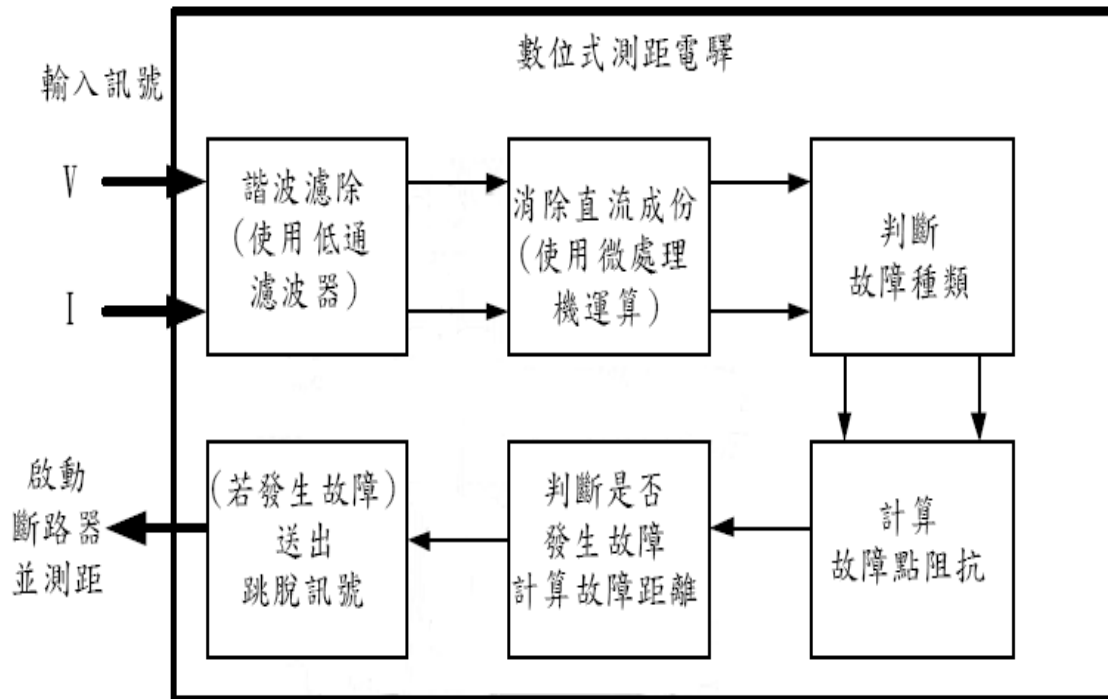 數位式測距電驛
輸入訊號
V
I
諧波濾除
(使用低通
濾波器)
消除直流成份
(使用微處理
機運算)
判斷
故障種類
計算
故障點阻抗
判斷是否
發生故障
計算故障距離
(若發生故障)
送出
跳脫訊號
啟動
斷路器
並測距